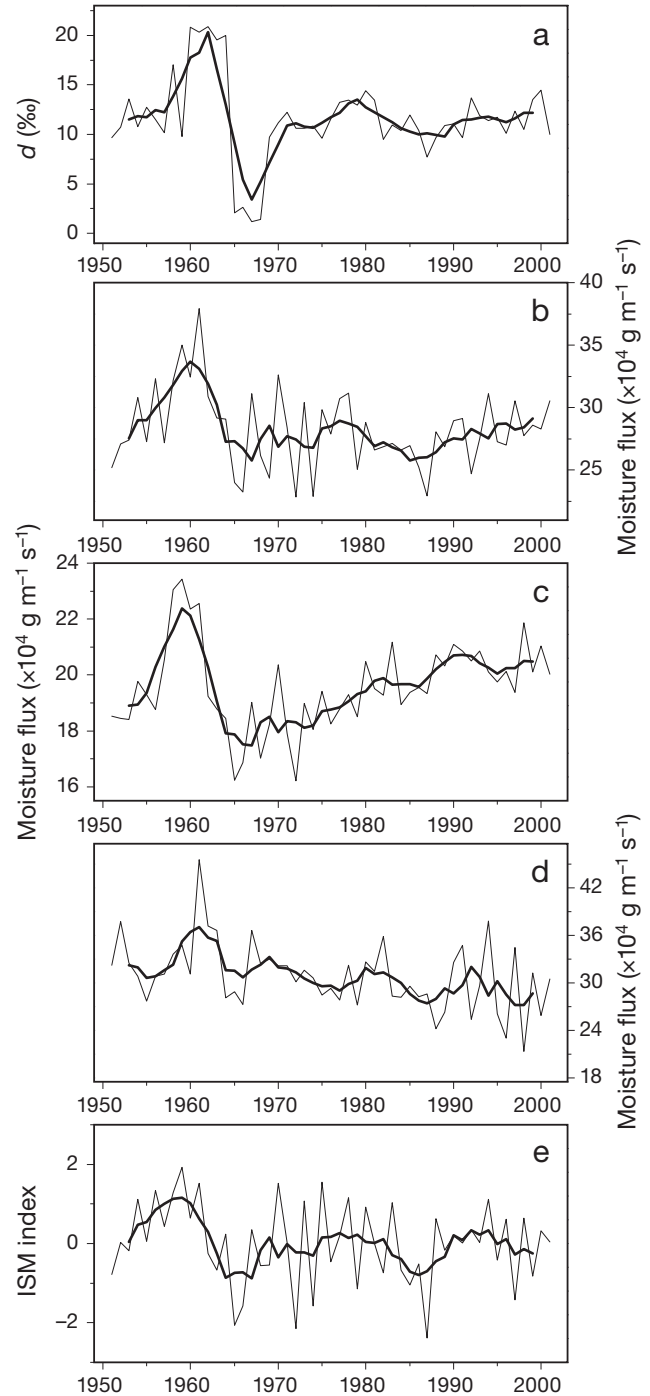 a
20
15
10
5
0
d (‰)
1950 1960 1970 1980 1990 2000
b
40
35
30
25
Moisture flux (×10⁴ g m⁻¹ s⁻¹)
1950 1960 1970 1980 1990 2000
c
24
22
20
18
16
Moisture flux (×10⁴ g m⁻¹ s⁻¹)
1950 1960 1970 1980 1990 2000
d
42
36
30
24
18
Moisture flux (×10⁴ g m⁻¹ s⁻¹)
1950 1960 1970 1980 1990 2000
e
2
0
−2
ISM index
1950 1960 1970 1980 1990 2000